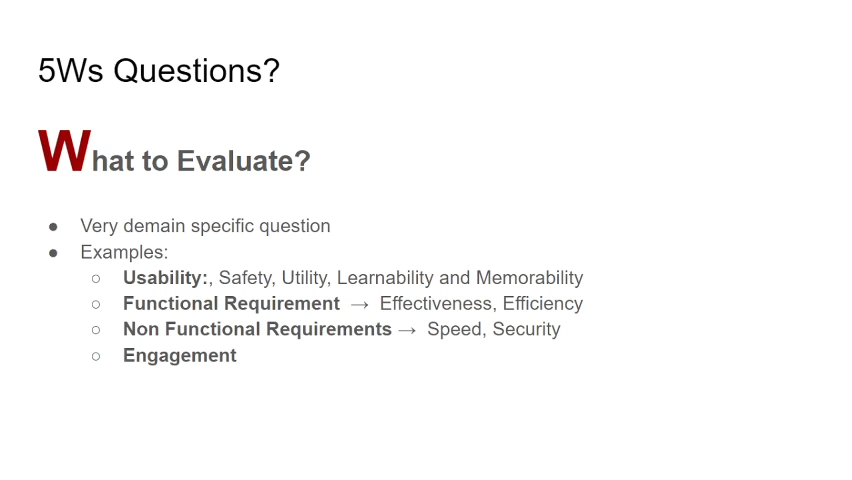 5Ws Questions?
What to Evaluate?
● Very demain specific question
● Examples:
○ Usability:, Safety, Utility, Learnability and Memorability
○ Functional Requirement → Effectiveness, Efficiency
○ Non Functional Requirements → Speed, Security
○ Engagement